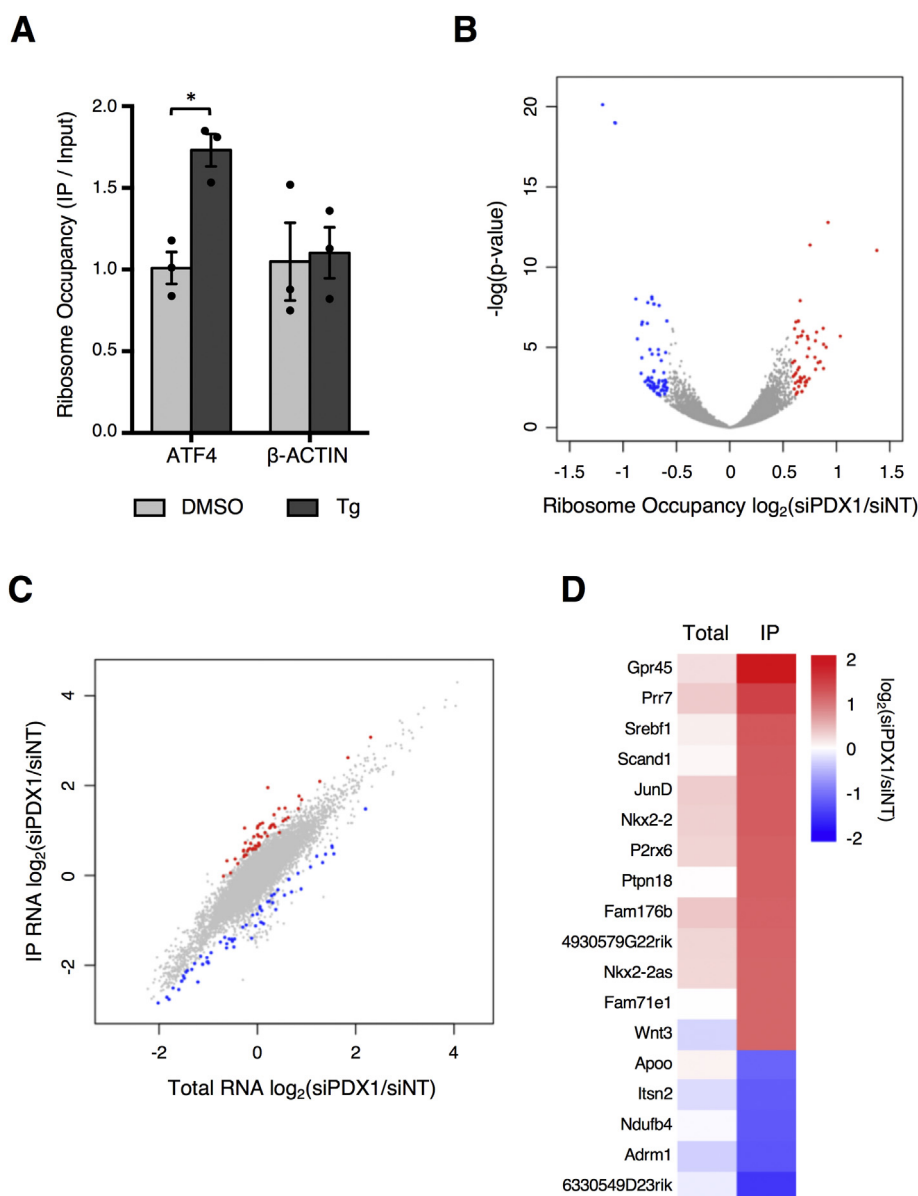 A
Ribosome Occupancy (IP / Input)
2.0
1.5
1.0
0.5
0.0
*
ATF4
β-ACTIN
DMSO
Tg
B
-log(p-value)
20
15
10
5
0
-1.5
-1
-0.5
0
0.5
1
1.5
Ribosome Occupancy log2(siPDX1/siNT)
C
IP RNA log2(siPDX1/siNT)
4
2
0
-2
-2
0
2
4
Total RNA log2(siPDX1/siNT)
D
Total
IP
Gpr45
Prr7
Srebf1
Scand1
JunD
Nkx2-2
P2rx6
Ptpn18
Fam176b
4930579G22rik
Nkx2-2as
Fam71e1
Wnt3
Apoo
Itsn2
Ndufb4
Adrm1
6330549D23rik
2
1
0
-1
-2
log2(siPDX1/siNT)